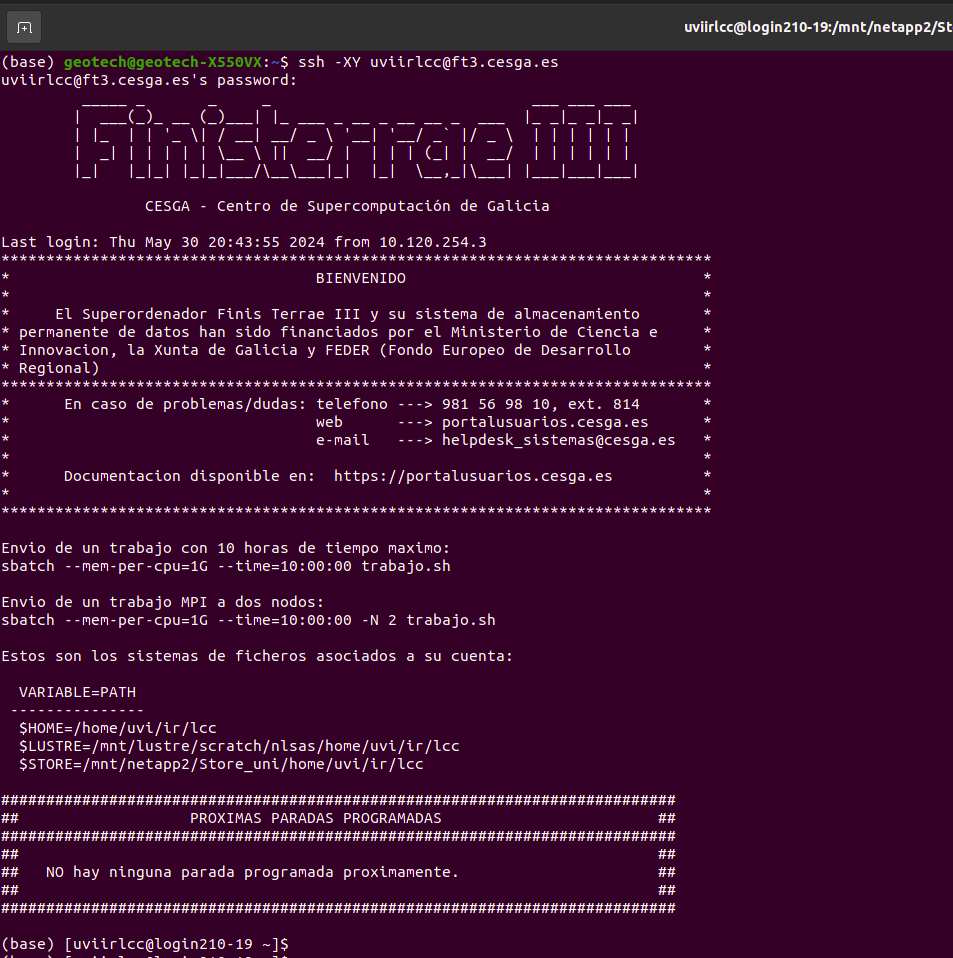 uviirlcc@login210-19:/mnt/netapp2/St
(base) geotech@geotech-X550VX:~$ ssh -XY uviirlcc@ft3.cesga.es
uviirlcc@ft3.cesga.es's password:
Finisterrae III
CESGA - Centro de Supercomputación de Galicia
Last login: Thu May 30 20:43:55 2024 from 10.120.254.3
*******************************************************************************
* BIENVENIDO *
* *
* El Superordenador Finis Terrae III y su sistema de almacenamiento *
* permanente de datos han sido financiados por el Ministerio de Ciencia e *
* Innovacion, la Xunta de Galicia y FEDER (Fondo Europeo de Desarrollo *
* Regional) *
*******************************************************************************
* En caso de problemas/dudas: telefono ---> 981 56 98 10, ext. 814 *
* web ---> portalusuarios.cesga.es *
* e-mail ---> helpdesk_sistemas@cesga.es *
* *
* Documentacion disponible en: https://portalusuarios.cesga.es *
* *
*******************************************************************************
Envio de un trabajo con 10 horas de tiempo maximo:
sbatch --mem-per-cpu=1G --time=10:00:00 trabajo.sh
Envio de un trabajo MPI a dos nodos:
sbatch --mem-per-cpu=1G --time=10:00:00 -N 2 trabajo.sh
Estos son los sistemas de ficheros asociados a su cuenta:
VARIABLE=PATH
---------------
$HOME=/home/uvi/ir/lcc
$LUSTRE=/mnt/lustre/scratch/nlsas/home/uvi/ir/lcc
$STORE=/mnt/netapp2/Store_uni/home/uvi/ir/lcc
###########################################################################
## PROXIMAS PARADAS PROGRAMADAS ##
###########################################################################
## ##
## NO hay ninguna parada programada proximamente. ##
## ##
###########################################################################
(base) [uviirlcc@login210-19 ~]$